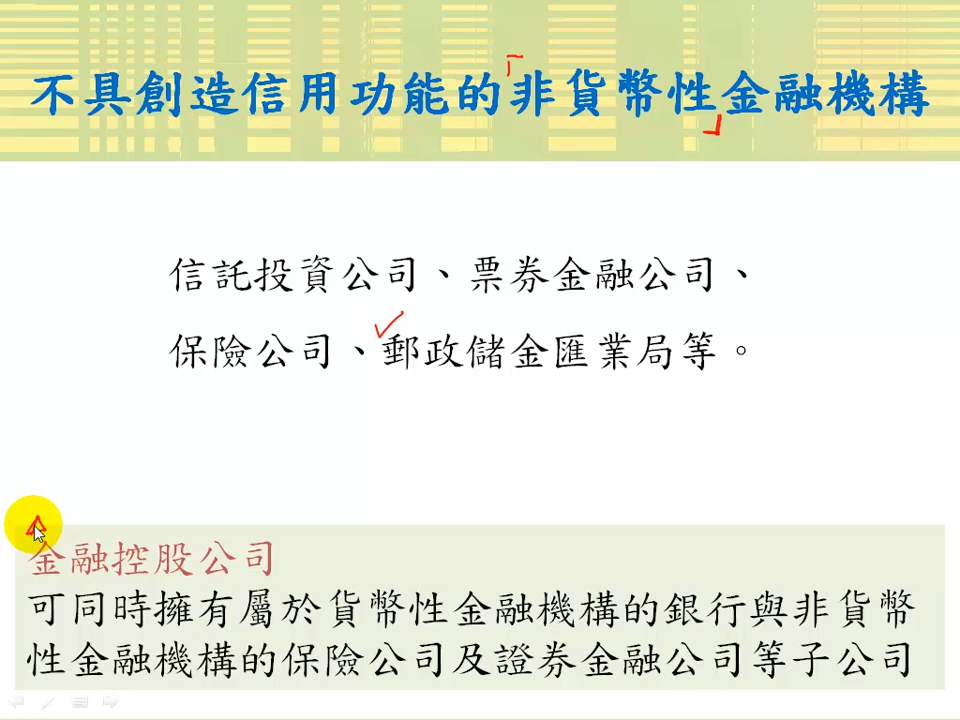 不具創造信用功能的非貨幣性金融機構
信託投資公司、票券金融公司、
保險公司、郵政儲金匯業局等。
金融控股公司
可同時擁有屬於貨幣性金融機構的銀行與非貨幣
性金融機構的保險公司及證券金融公司等子公司